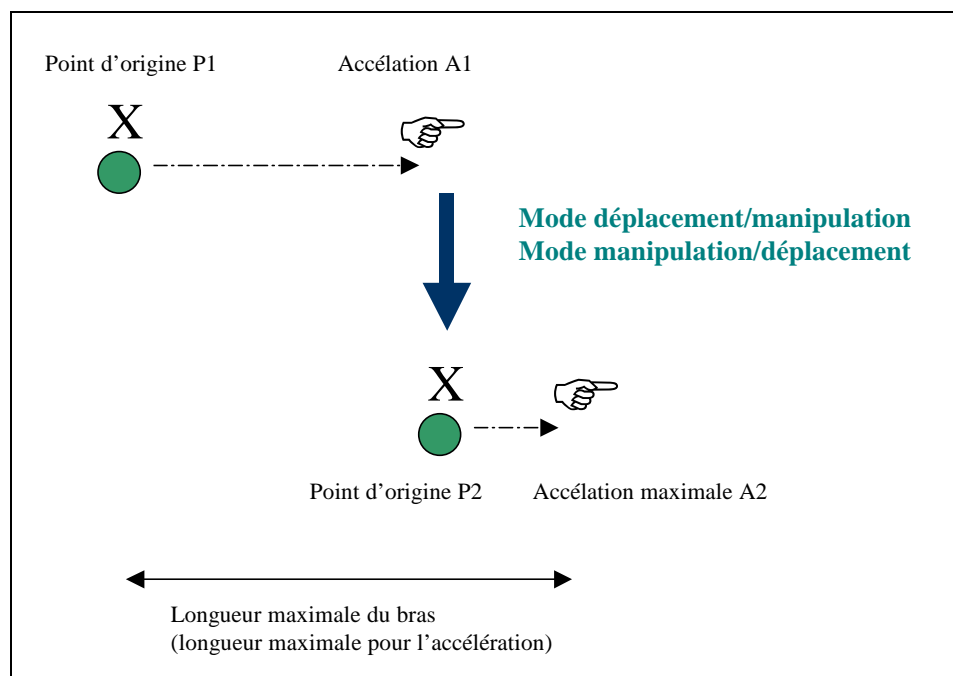 Point d’origine P1 Accélation A1
X
Mode déplacement/manipulation
Mode manipulation/déplacement
X
Point d’origine P2 Accélation maximale A2
Longueur maximale du bras
(longueur maximale pour l’accélération)